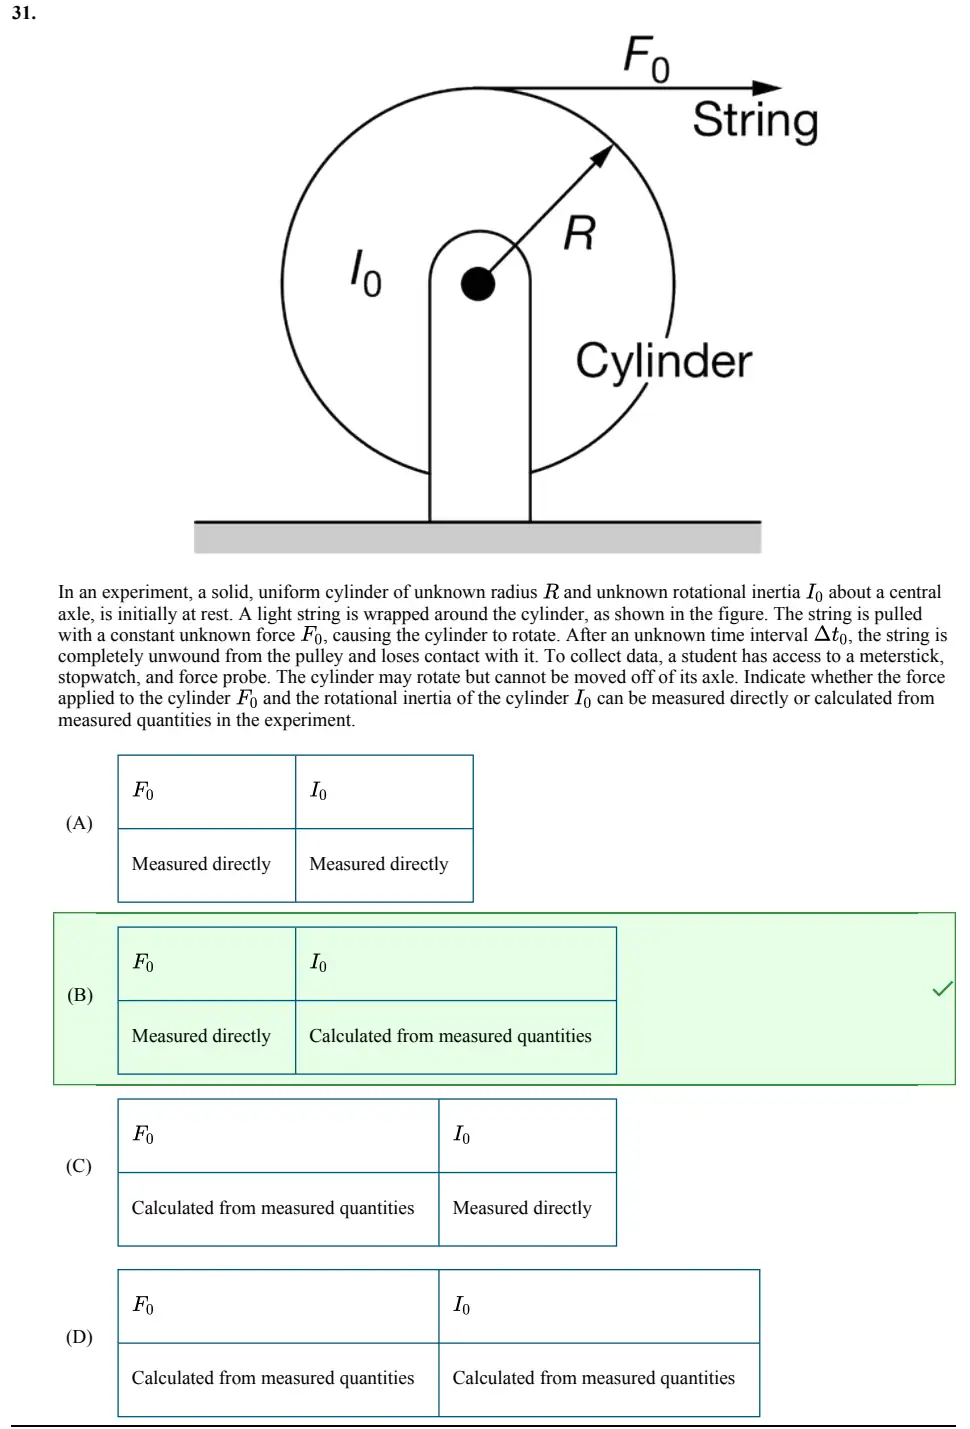 31.
F₀
String
R
I₀
Cylinder
In an experiment, a solid, uniform cylinder of unknown radius R and unknown rotational inertia I₀ about a central
axle, is initially at rest. A light string is wrapped around the cylinder, as shown in the figure. The string is pulled
with a constant unknown force F₀, causing the cylinder to rotate. After an unknown time interval Δt₀, the string is
completely unwound from the pulley and loses contact with it. To collect data, a student has access to a meterstick,
stopwatch, and force probe. The cylinder may rotate but cannot be moved off of its axle. Indicate whether the force
applied to the cylinder F₀ and the rotational inertia of the cylinder I₀ can be measured directly or calculated from
measured quantities in the experiment.
F₀ I₀
(A)
Measured directly Measured directly
F₀ I₀
(B)
Measured directly Calculated from measured quantities
F₀ I₀
(C)
Calculated from measured quantities Measured directly
F₀ I₀
(D)
Calculated from measured quantities Calculated from measured quantities